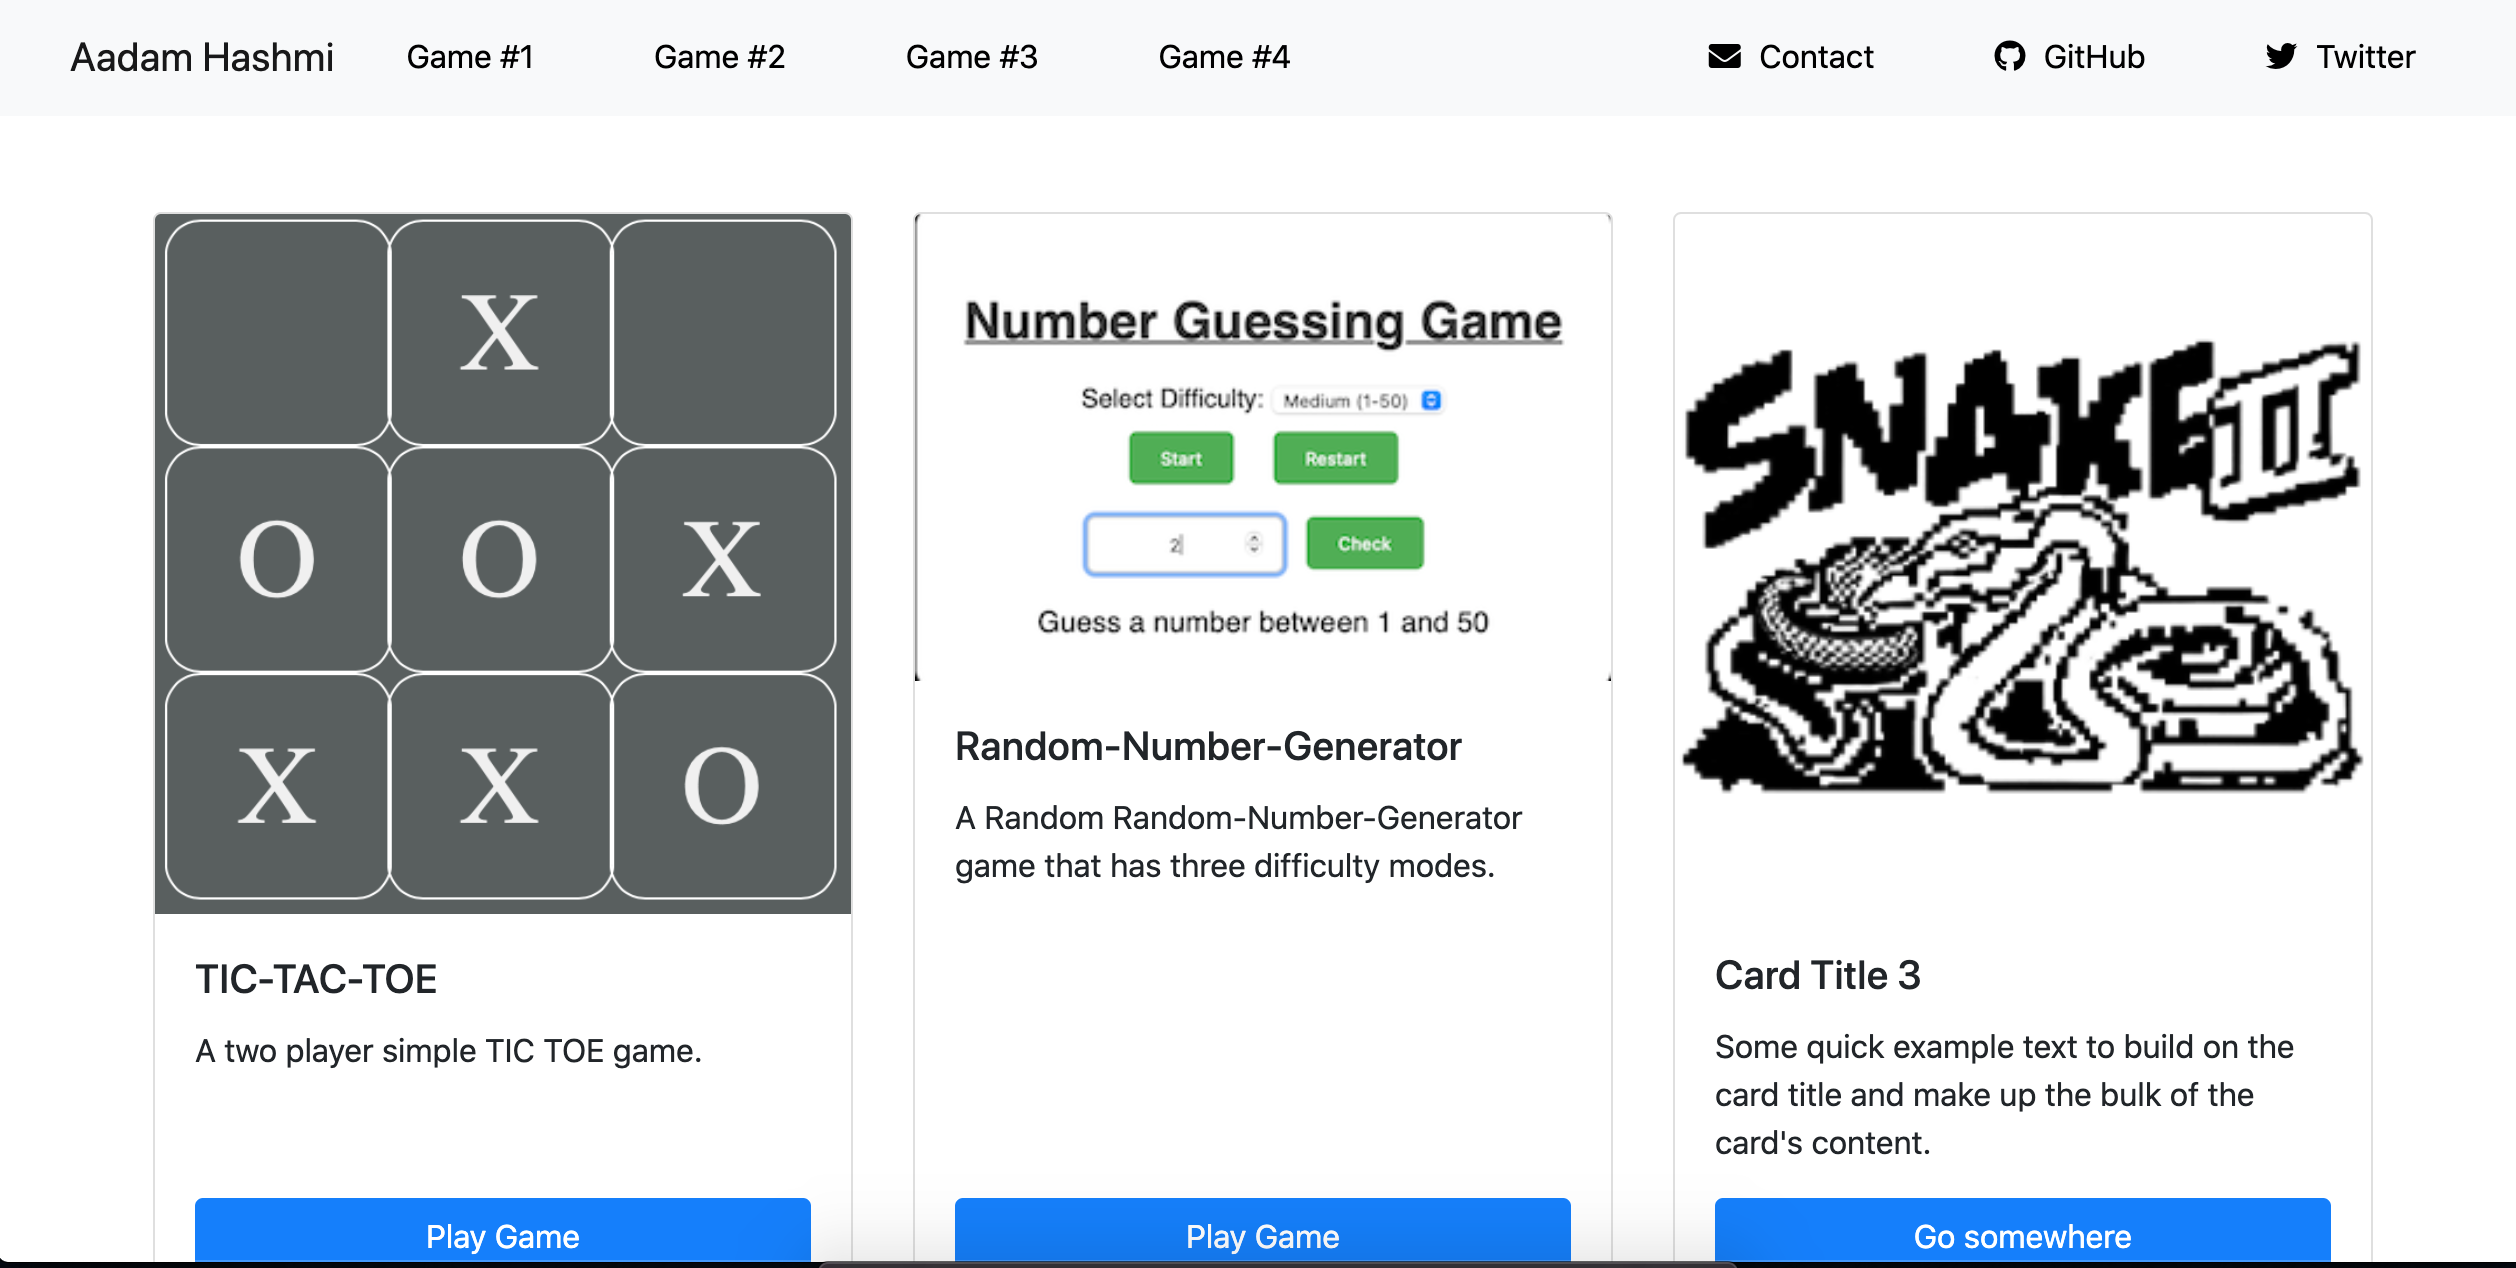 Aadam Hashmi Game #1 Game #2 Game #3 Game #4 Contact GitHub Twitter
X
O O X
X X O
TIC-TAC-TOE
A two player simple TIC TOE game.
Play Game
Number Guessing Game
Select Difficulty: Medium (1-50)
Start Restart
2 Check
Guess a number between 1 and 50
Random-Number-Generator
A Random Random-Number-Generator
game that has three difficulty modes.
Play Game
SNAKE II
Card Title 3
Some quick example text to build on the
card title and make up the bulk of the
card's content.
Go somewhere